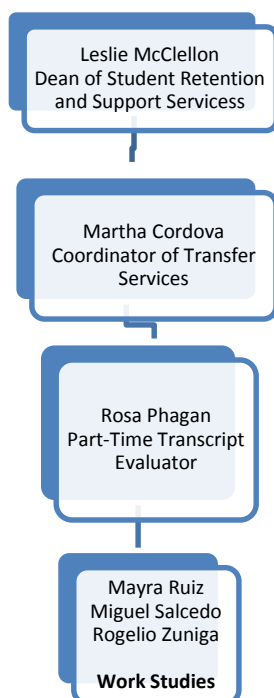 Leslie McClellon
Dean of Student Retention
and Support Servicess
Martha Cordova
Coordinator of Transfer
Services
Rosa Phagan
Part-Time Transcript
Evaluator
Mayra Ruiz
Miguel Salcedo
Rogelio Zuniga
Work Studies